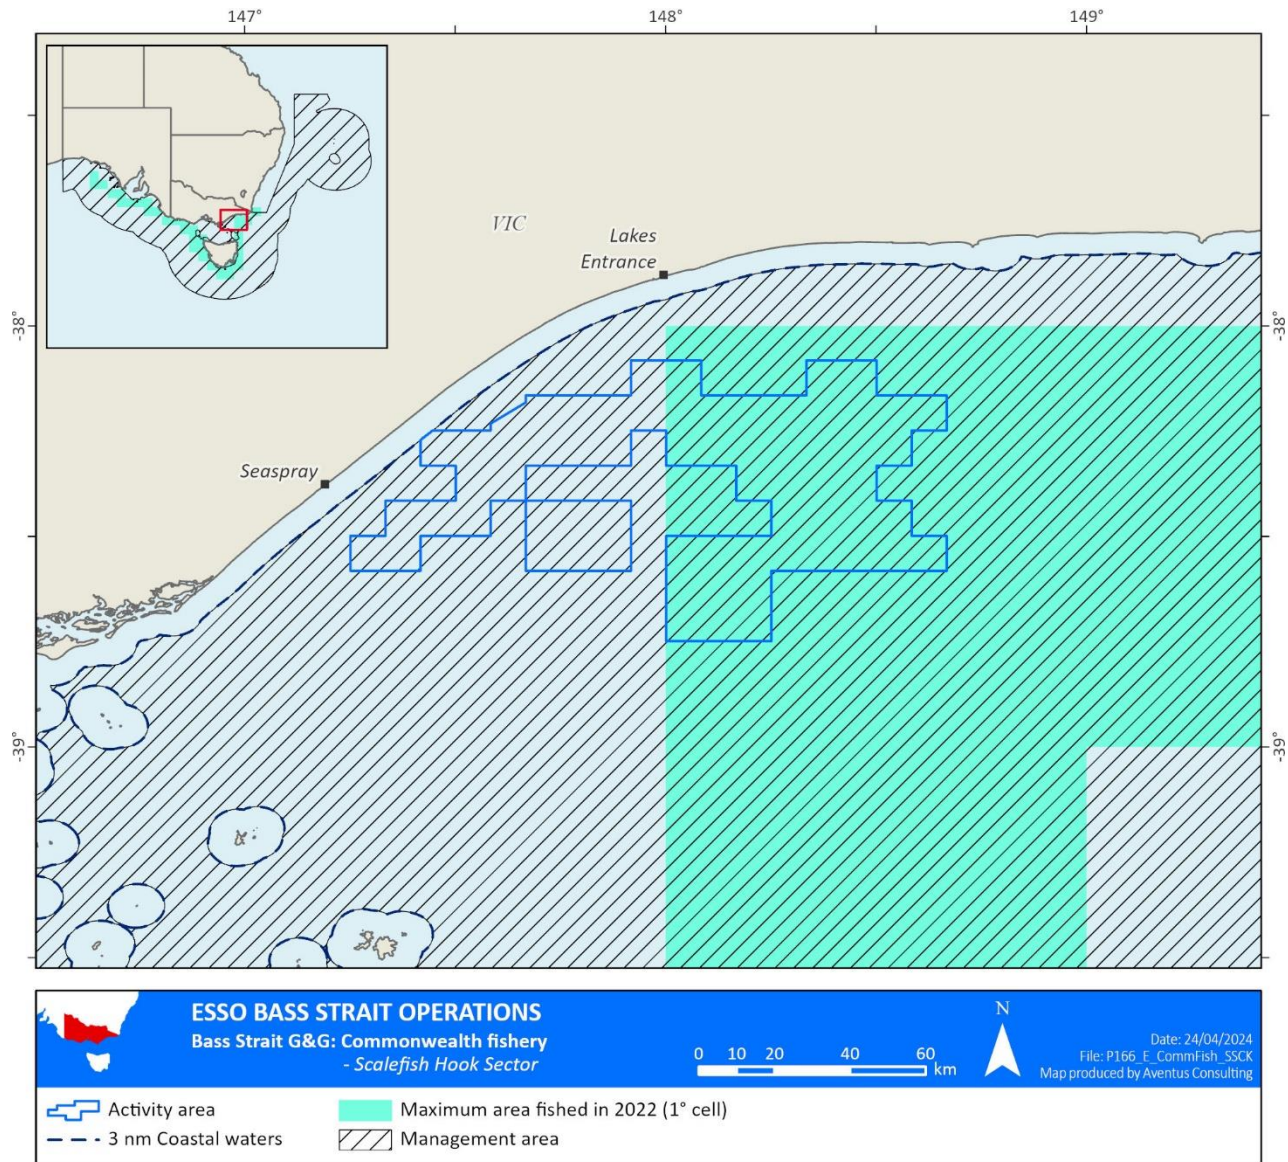 147°
148°
149°
VIC
Lakes
Entrance
-38°
-38°
Seaspray
-39°
-39°
ESSO BASS STRAIT OPERATIONS
Bass Strait G&G: Commonwealth fishery
- Scalefish Hook Sector
0 10 20 40 60
km
N
Date: 24/04/2024
File: P166_E_CommFish_SSCK
Map produced by Aventus Consulting
Activity area
Maximum area fished in 2022 (1° cell)
3 nm Coastal waters
Management area